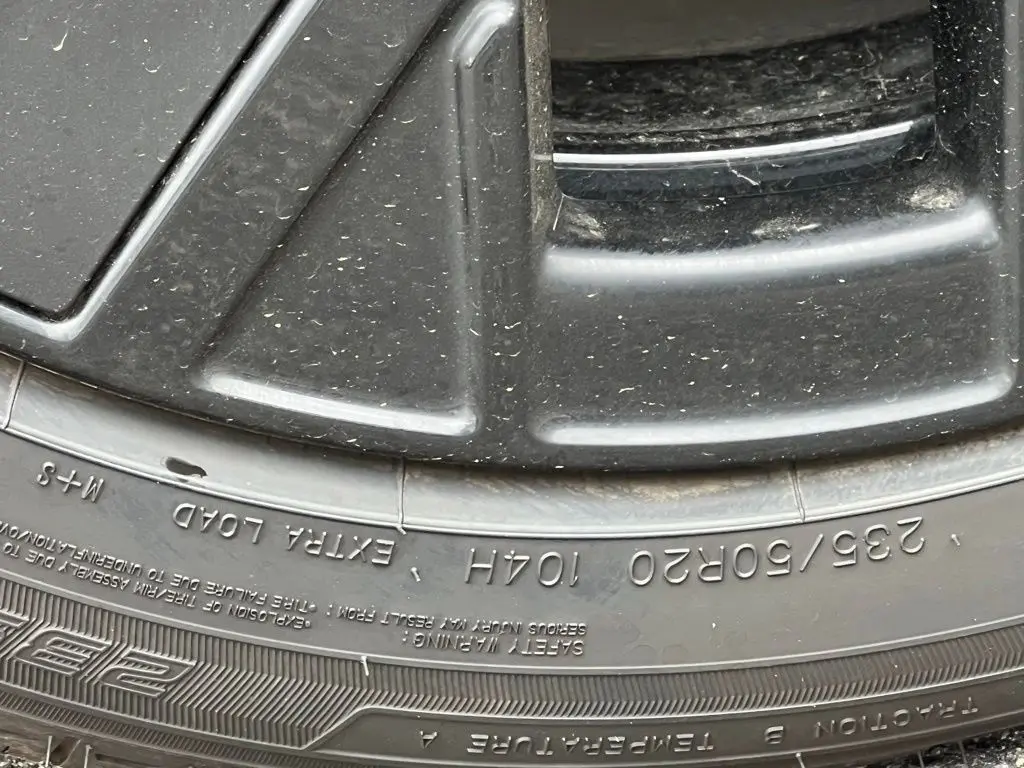 235/50R20 104H EXTRA LOAD M+S
SAFETY WARNING:
SERIOUS INJURY MAY RESULT FROM: •TIRE FAILURE DUE TO UNDERINFLATION/OV
•EXPLOSION OF TIRE/RIM ASSEMBLY DUE TO
TRACTION B TEMPERATURE A